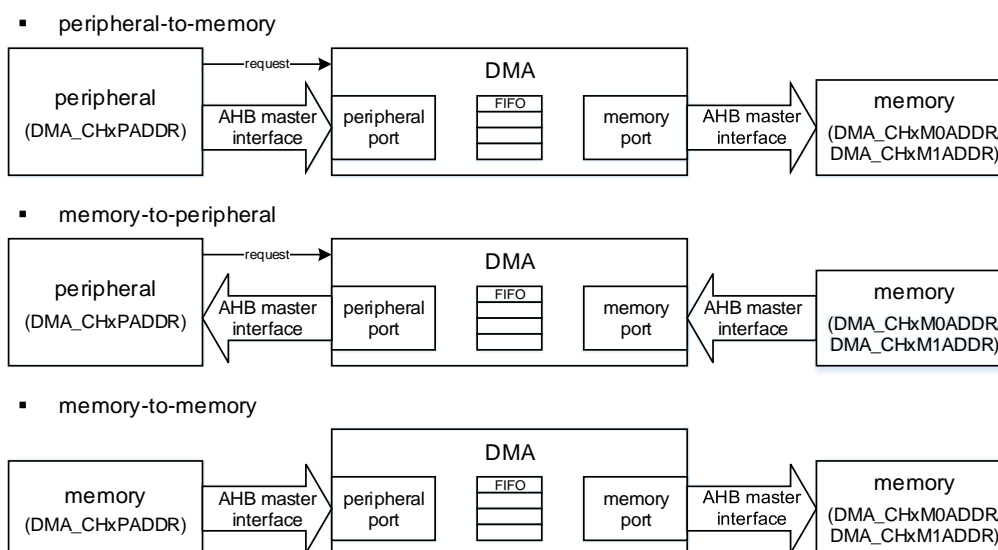 ▪ peripheral-to-memory
peripheral
(DMA_CHxPADDR)
request
AHB master
interface
DMA
peripheral
port
FIFO
memory
port
AHB master
interface
memory
(DMA_CHxM0ADDR/
DMA_CHxM1ADDR)
▪ memory-to-peripheral
peripheral
(DMA_CHxPADDR)
request
AHB master
interface
DMA
peripheral
port
FIFO
memory
port
AHB master
interface
memory
(DMA_CHxM0ADDR/
DMA_CHxM1ADDR)
▪ memory-to-memory
memory
(DMA_CHxPADDR)
AHB master
interface
DMA
peripheral
port
FIFO
memory
port
AHB master
interface
memory
(DMA_CHxM0ADDR/
DMA_CHxM1ADDR)